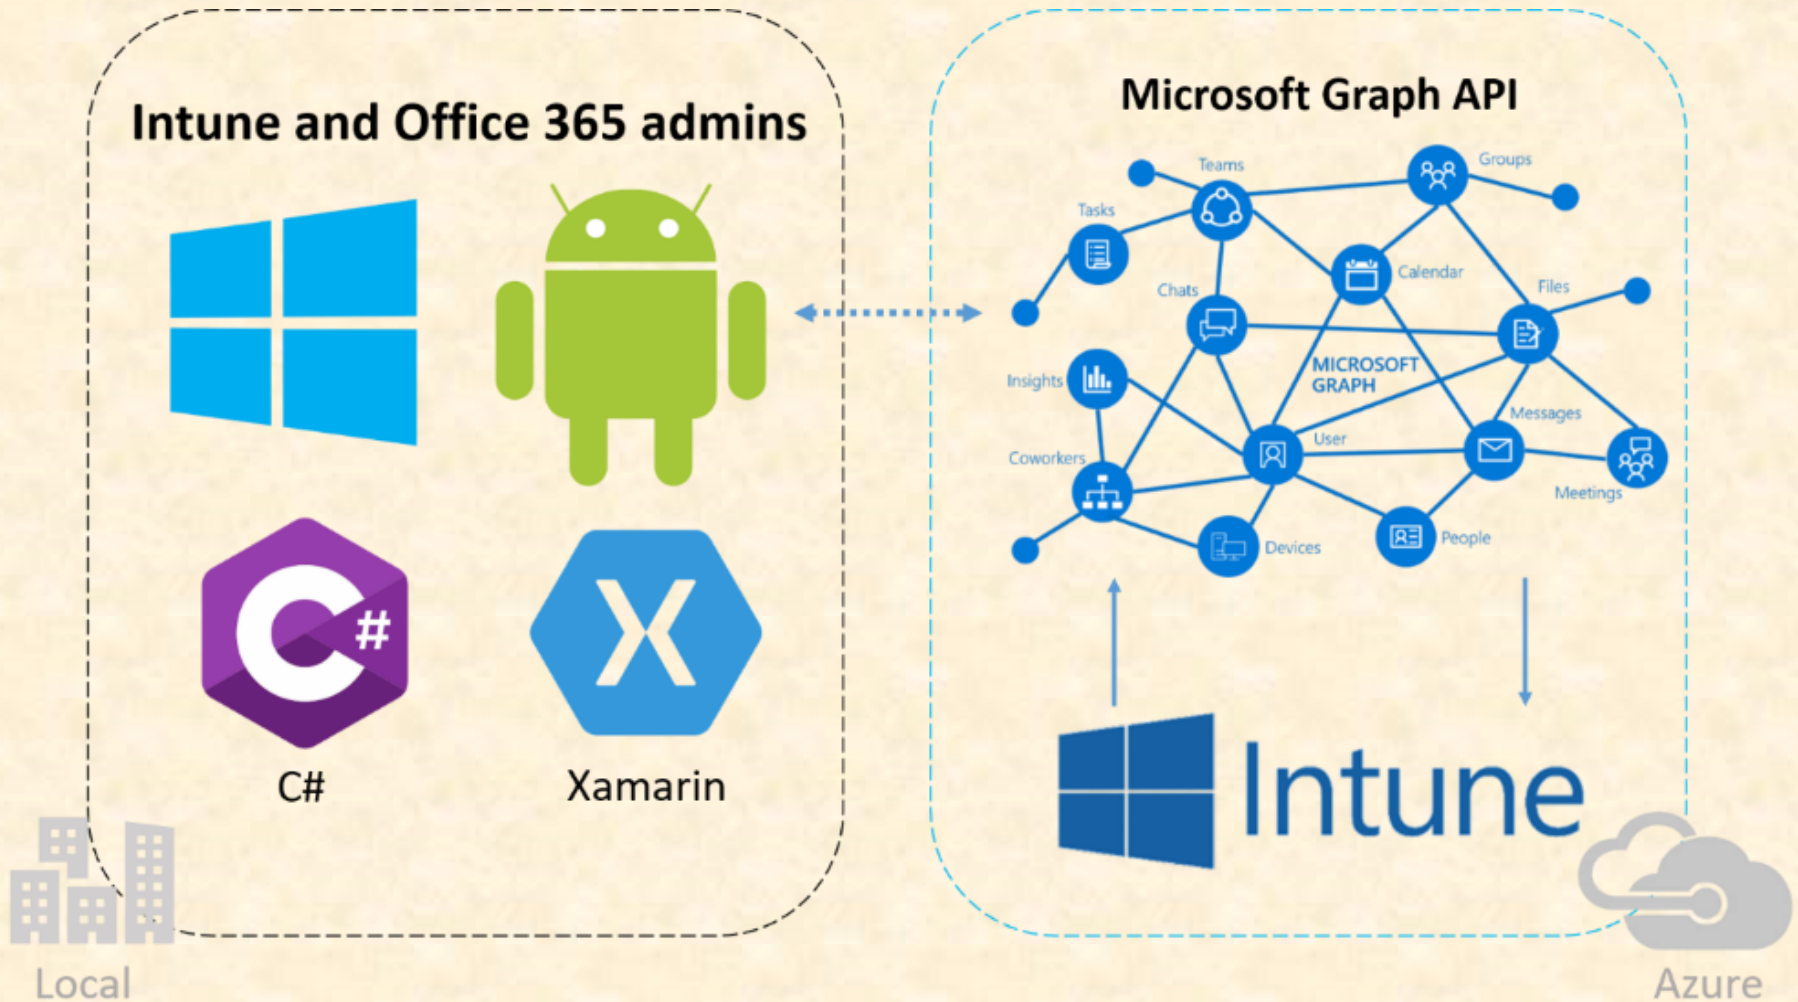 Intune and Office 365 admins
C#
Xamarin
Local
Microsoft Graph API
Teams
Groups
Tasks
Calendar
Chats
Files
MICROSOFT
GRAPH
Insights
Messages
User
Coworkers
Meetings
People
Devices
Intune
Azure